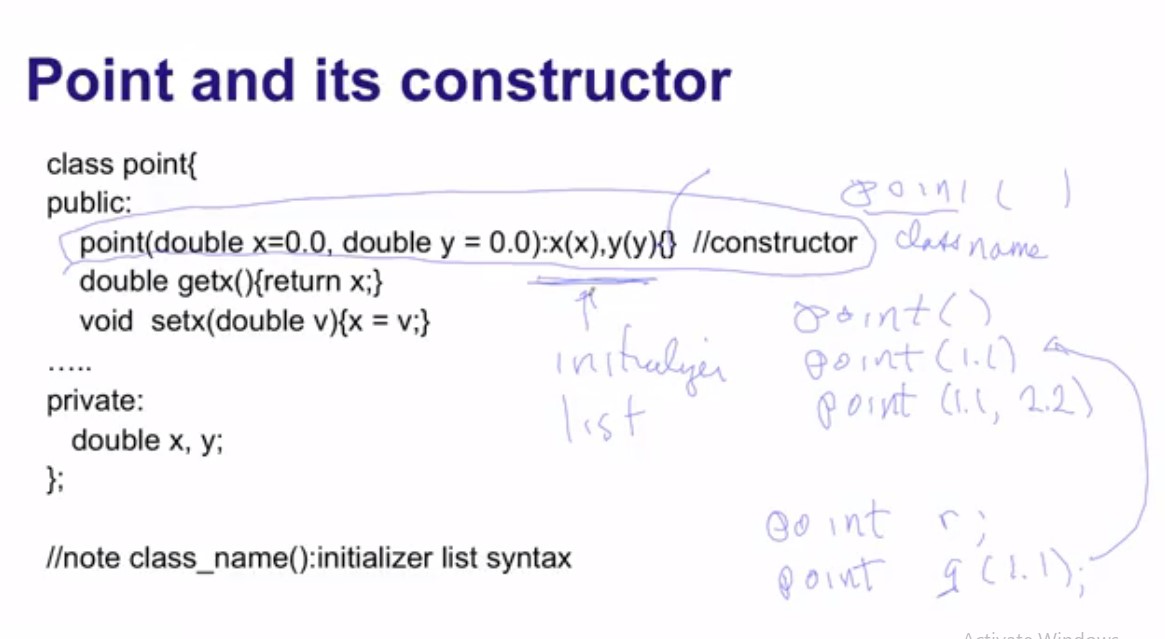 Point and its constructor
class point{
public:
point(double x=0.0, double y = 0.0):x(x),y(y){} //constructor
double getx(){return x;}
void setx(double v){x = v;}
…..
private:
double x, y;
};
//note class_name():initializer list syntax
point ( )
class name
initializer
list
point ( )
point (1.1)
point (1.1, 2.2)
point r;
point q (1.1);
Activate Windows